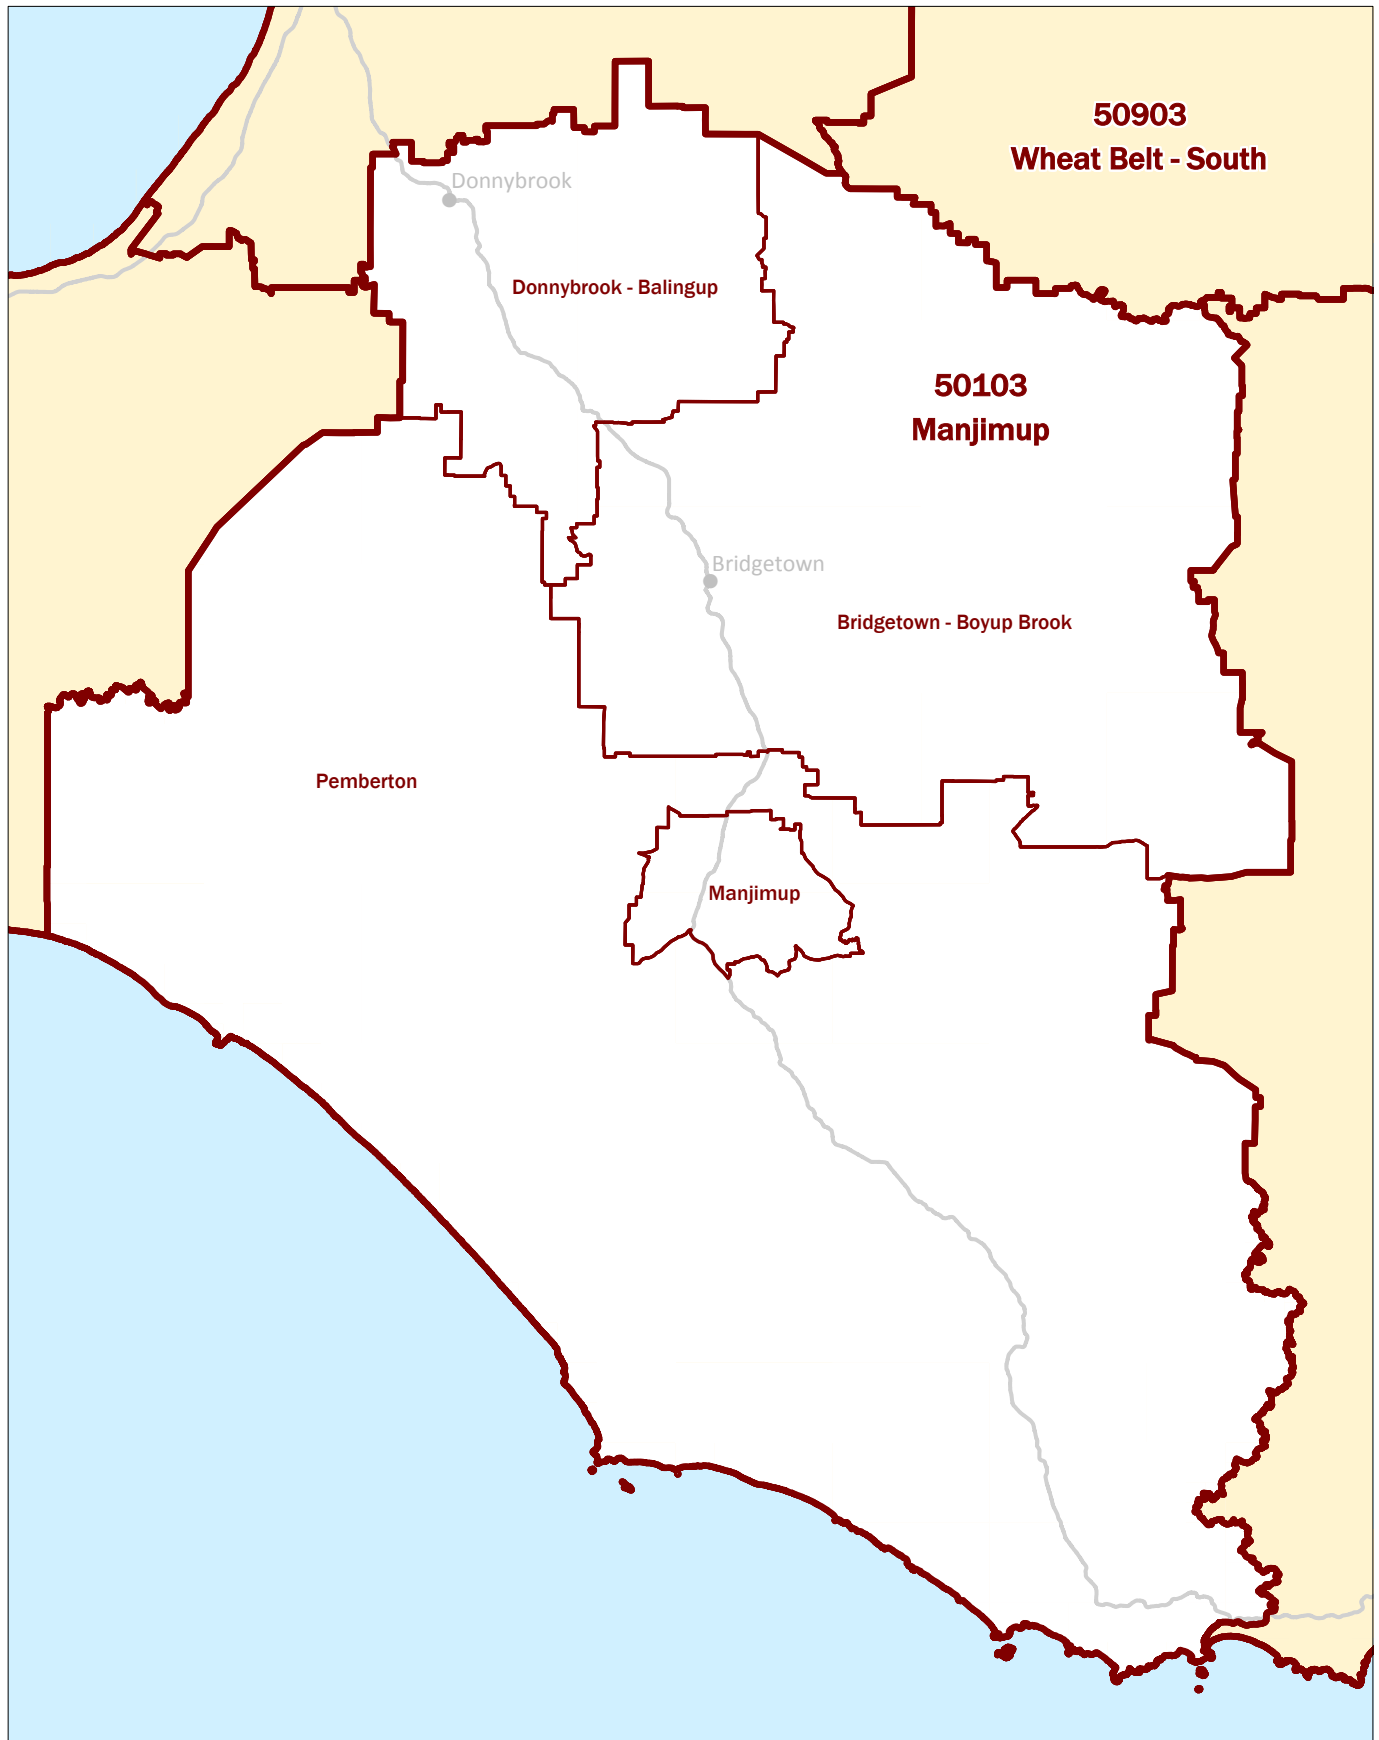 50903
Wheat Belt - South
Donnybrook
Donnybrook - Balingup
50103
Manjimup
Bridgetown
Bridgetown - Boyup Brook
Pemberton
Manjimup